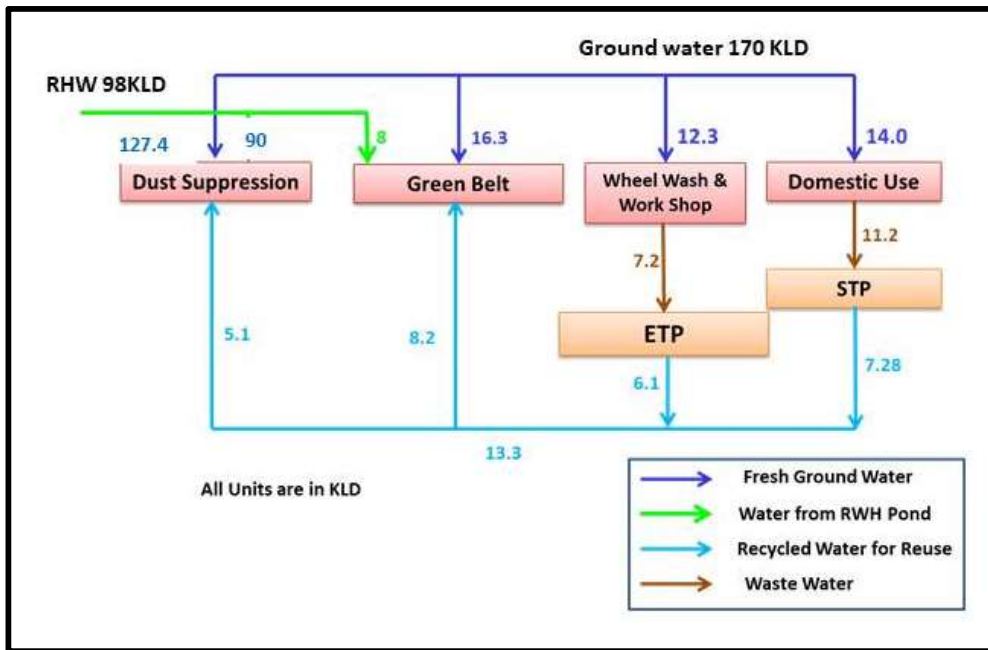 Ground water 170 KLD
RHW 98KLD
127.4
90
8
16.3
12.3
14.0
Dust Suppression
Green Belt
Wheel Wash &
Work Shop
Domestic Use
7.2
11.2
STP
ETP
5.1
8.2
6.1
7.28
13.3
All Units are in KLD
Fresh Ground Water
Water from RWH Pond
Recycled Water for Reuse
Waste Water